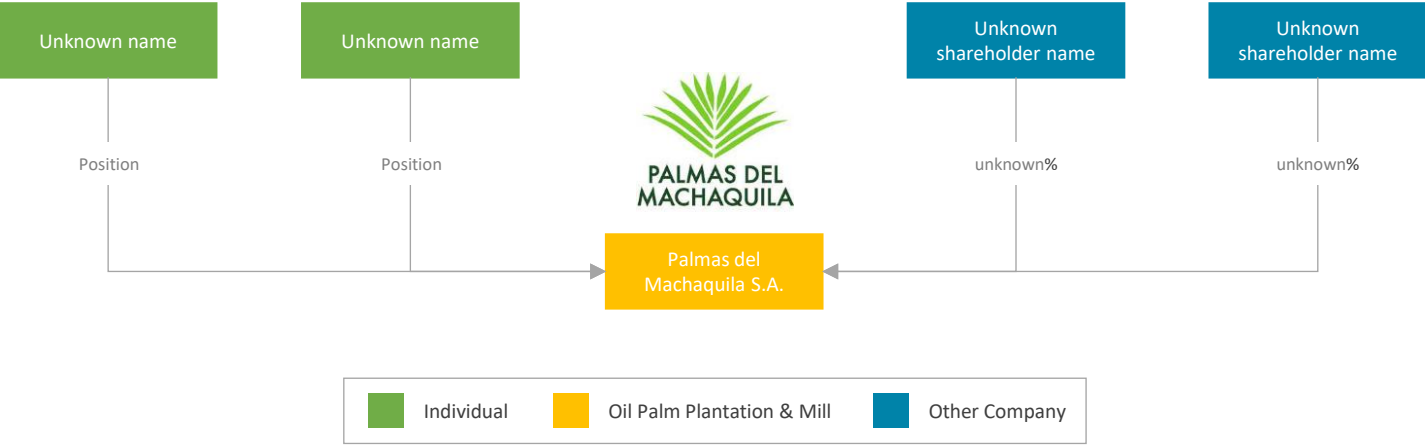 Unknown name
Unknown name
Unknown
shareholder name
Unknown
shareholder name
Position
Position
unknown%
unknown%
PALMAS DEL
MACHAQUILA
Palmas del
Machaquila S.A.
Individual
Oil Palm Plantation & Mill
Other Company